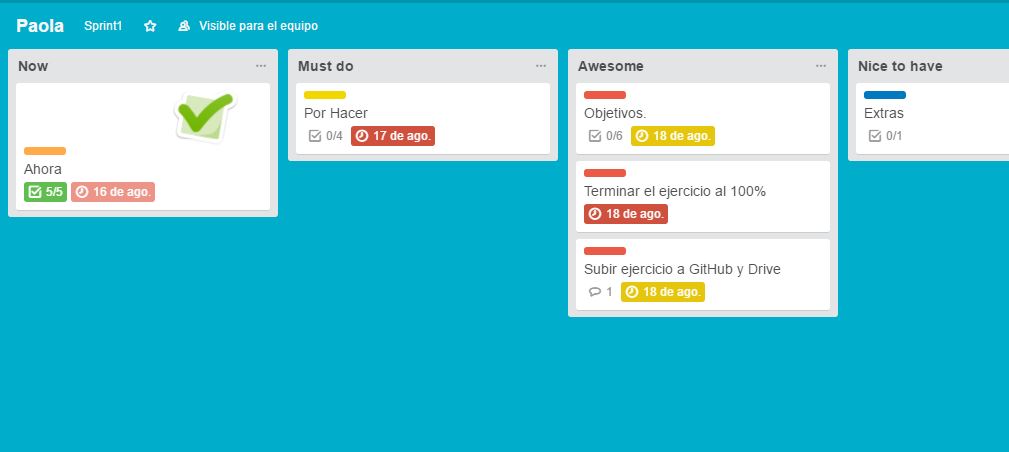 Paola Sprint1 Visible para el equipo
Now
Ahora
5/5 16 de ago.
Must do
Por Hacer
0/4 17 de ago.
Awesome
Objetivos.
0/6 18 de ago.
Terminar el ejercicio al 100%
18 de ago.
Subir ejercicio a GitHub y Drive
1 18 de ago.
Nice to have
Extras
0/1